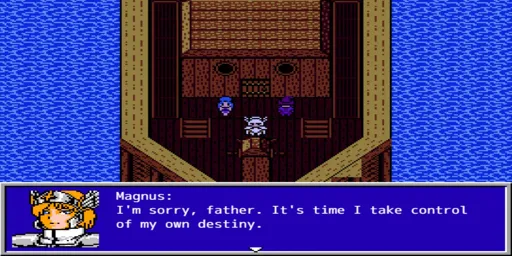 Magnus:
I'm sorry, father. It's time I take control
of my own destiny.